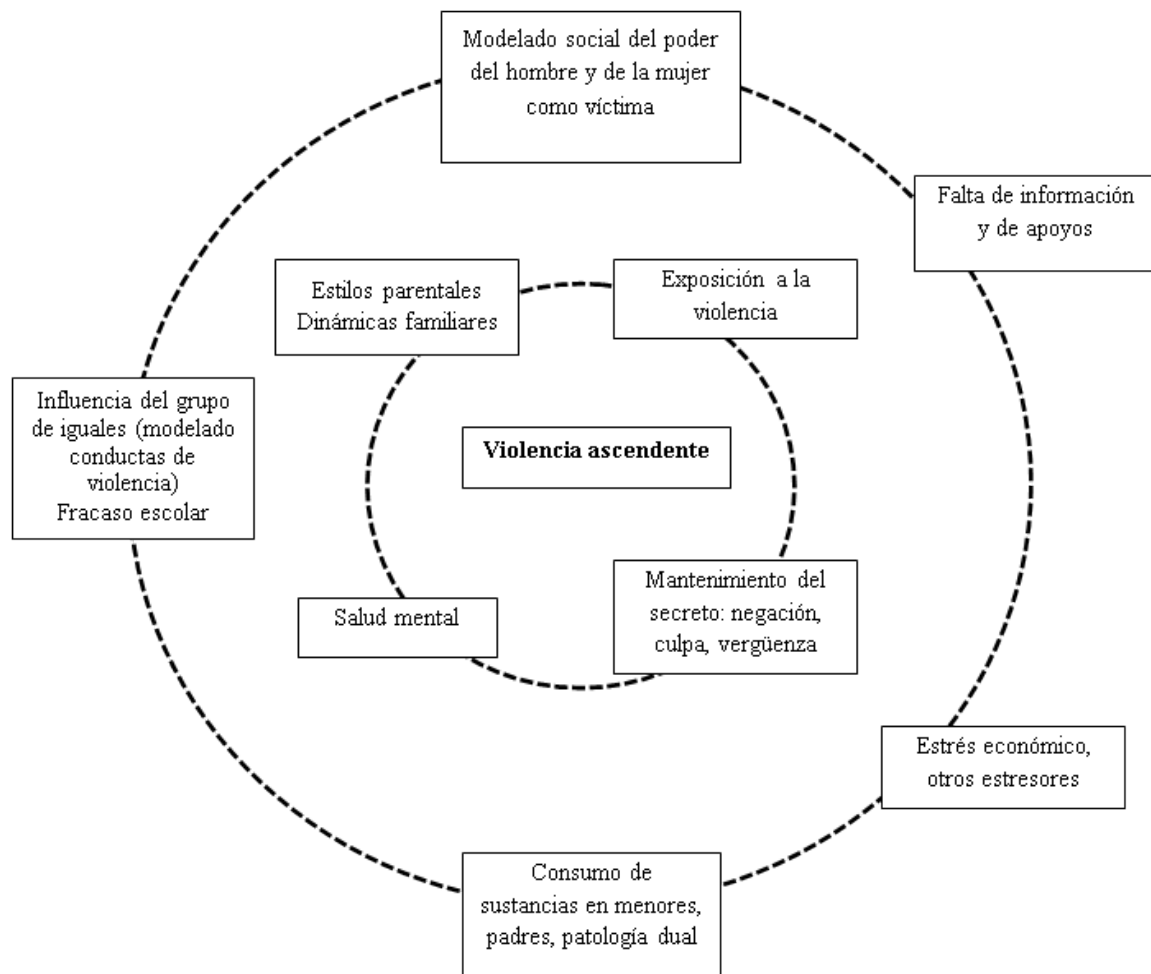 Modelado social del poder
del hombre y de la mujer
como víctima
Falta de información
y de apoyos
Estilos parentales
Dinámicas familiares
Exposición a la
violencia
Influencia del grupo
de iguales (modelado
conductas de
violencia)
Fracaso escolar
Violencia ascendente
Salud mental
Mantenimiento del
secreto: negación,
culpa, vergüenza
Estrés económico,
otros estresores
Consumo de
sustancias en menores,
padres, patología dual